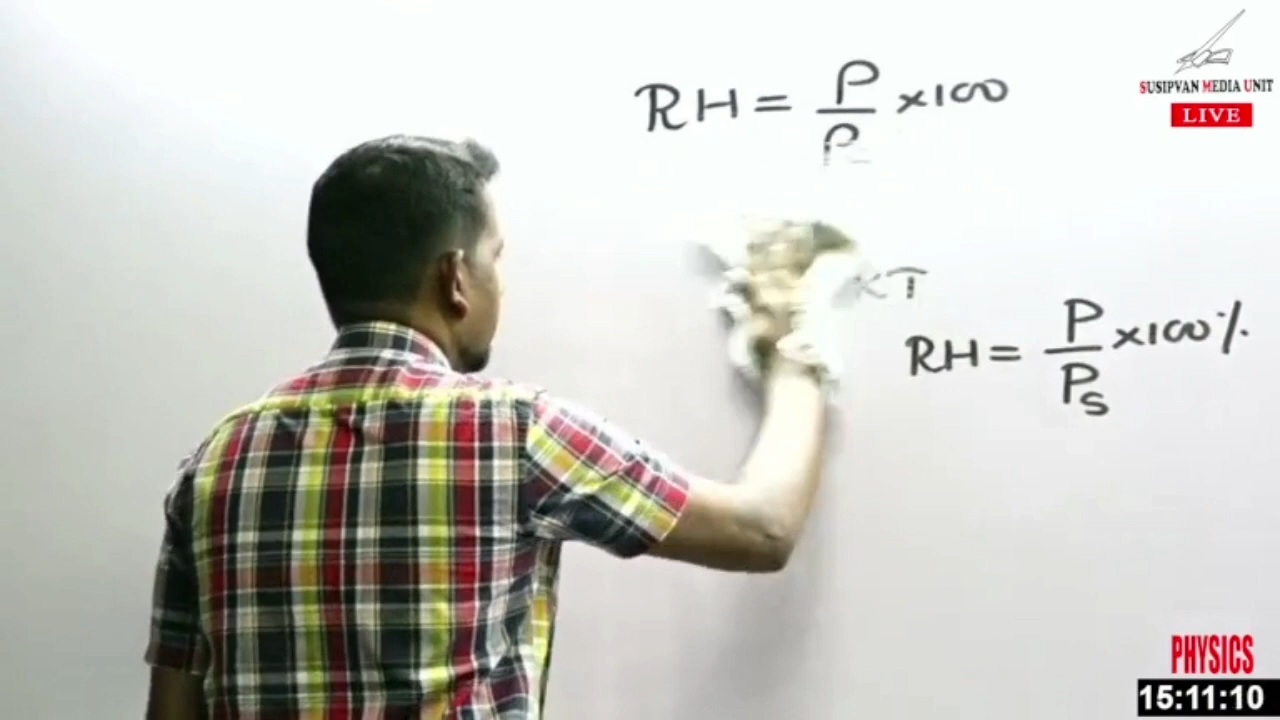 RH = P/P × 100
KT
RH = P/Ps × 100%
SUSIPVAN MEDIA UNIT
LIVE
PHYSICS
15:11:10